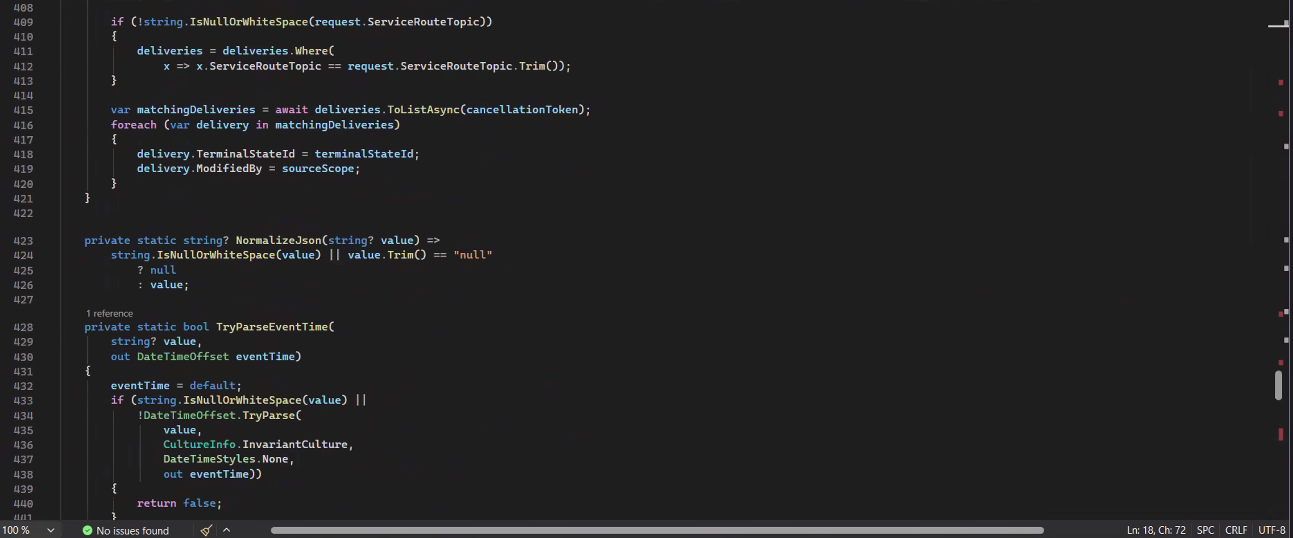 408
409 if (!string.IsNullOrWhiteSpace(request.ServiceRouteTopic))
410 {
411 deliveries = deliveries.Where(
412 x => x.ServiceRouteTopic == request.ServiceRouteTopic.Trim());
413 }
414
415 var matchingDeliveries = await deliveries.ToListAsync(cancellationToken);
416 foreach (var delivery in matchingDeliveries)
417 {
418 delivery.TerminalStateId = terminalStateId;
419 delivery.ModifiedBy = sourceScope;
420 }
421 }
422
423 private static string? NormalizeJson(string? value) =>
424 string.IsNullOrWhiteSpace(value) || value.Trim() == "null"
425 ? null
426 : value;
427
1 reference
428 private static bool TryParseEventTime(
429 string? value,
430 out DateTimeOffset eventTime)
431 {
432 eventTime = default;
433 if (string.IsNullOrWhiteSpace(value) ||
434 !DateTimeOffset.TryParse(
435 value,
436 CultureInfo.InvariantCulture,
437 DateTimeStyles.None,
438 out eventTime))
439 {
440 return false;
441 }
100 % No issues found Ln: 18, Ch: 72 SPC CRLF UTF-8